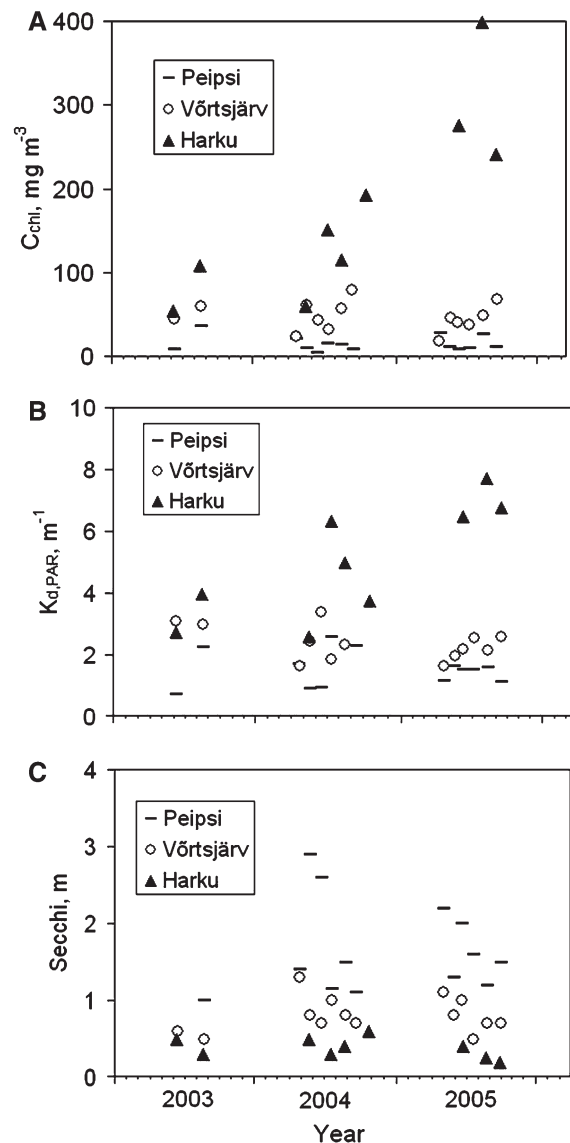 A
500
400
300
200
100
0
Cchl, mg m-3
– Peipsi
○ Võrtsjärv
▲ Harku
B
10
8
6
4
2
0
Kd,PAR, m-1
– Peipsi
○ Võrtsjärv
▲ Harku
C
4
3
2
1
0
Secchi, m
– Peipsi
○ Võrtsjärv
▲ Harku
2003 2004 2005
Year